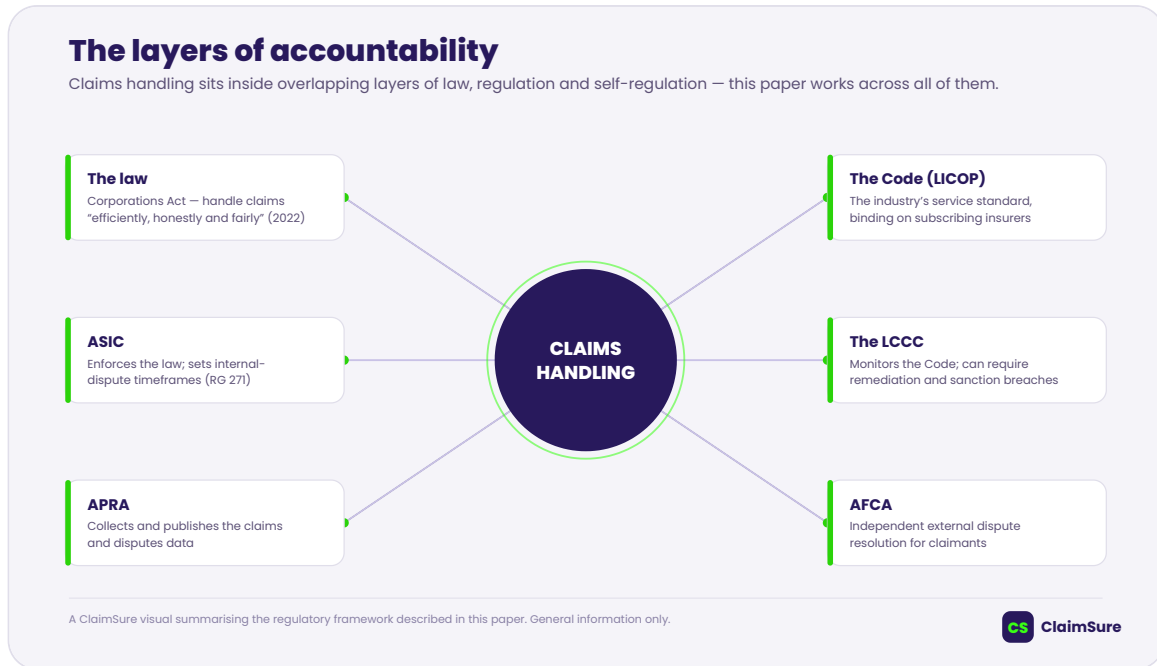 The layers of accountability
Claims handling sits inside overlapping layers of law, regulation and self-regulation — this paper works across all of them.
The law
Corporations Act — handle claims
“efficiently, honestly and fairly” (2022)
The Code (LICOP)
The industry’s service standard,
binding on subscribing insurers
CLAIMS
HANDLING
ASIC
Enforces the law; sets internal-
dispute timeframes (RG 271)
The LCCC
Monitors the Code; can require
remediation and sanction breaches
APRA
Collects and publishes the claims
and disputes data
AFCA
Independent external dispute
resolution for claimants
A ClaimSure visual summarising the regulatory framework described in this paper. General information only.
CS ClaimSure